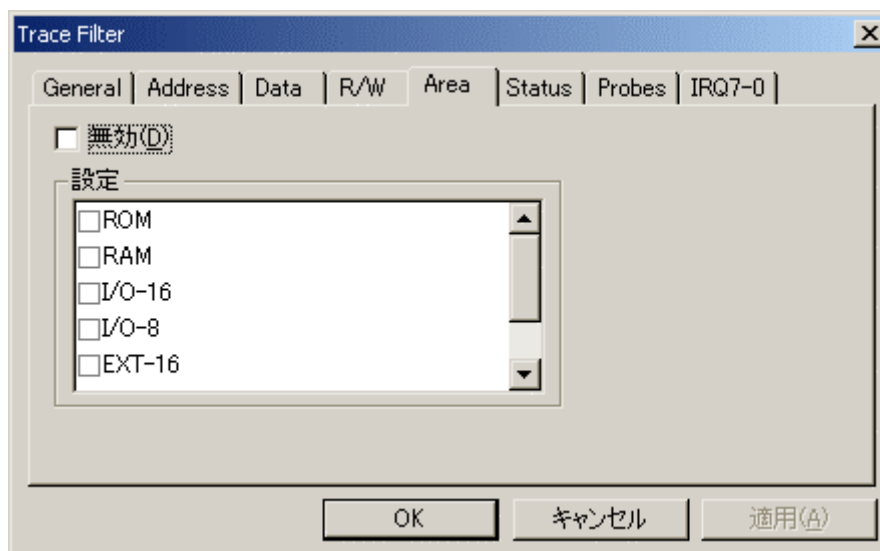 Trace Filter
General Address Data R/W Area Status Probes IRQ7-0
無効(D)
設定
ROM
RAM
I/O-16
I/O-8
EXT-16
OK キャンセル 適用(A)